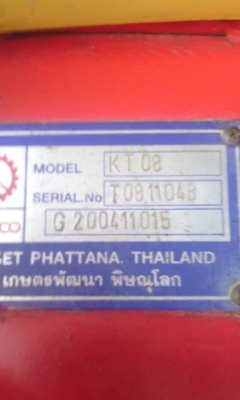 MODEL KT08
SERIAL.No T0811048
G 200411015
SET PHATTANA. THAILAND
เกษตรพัฒนา พิษณุโลก
CO